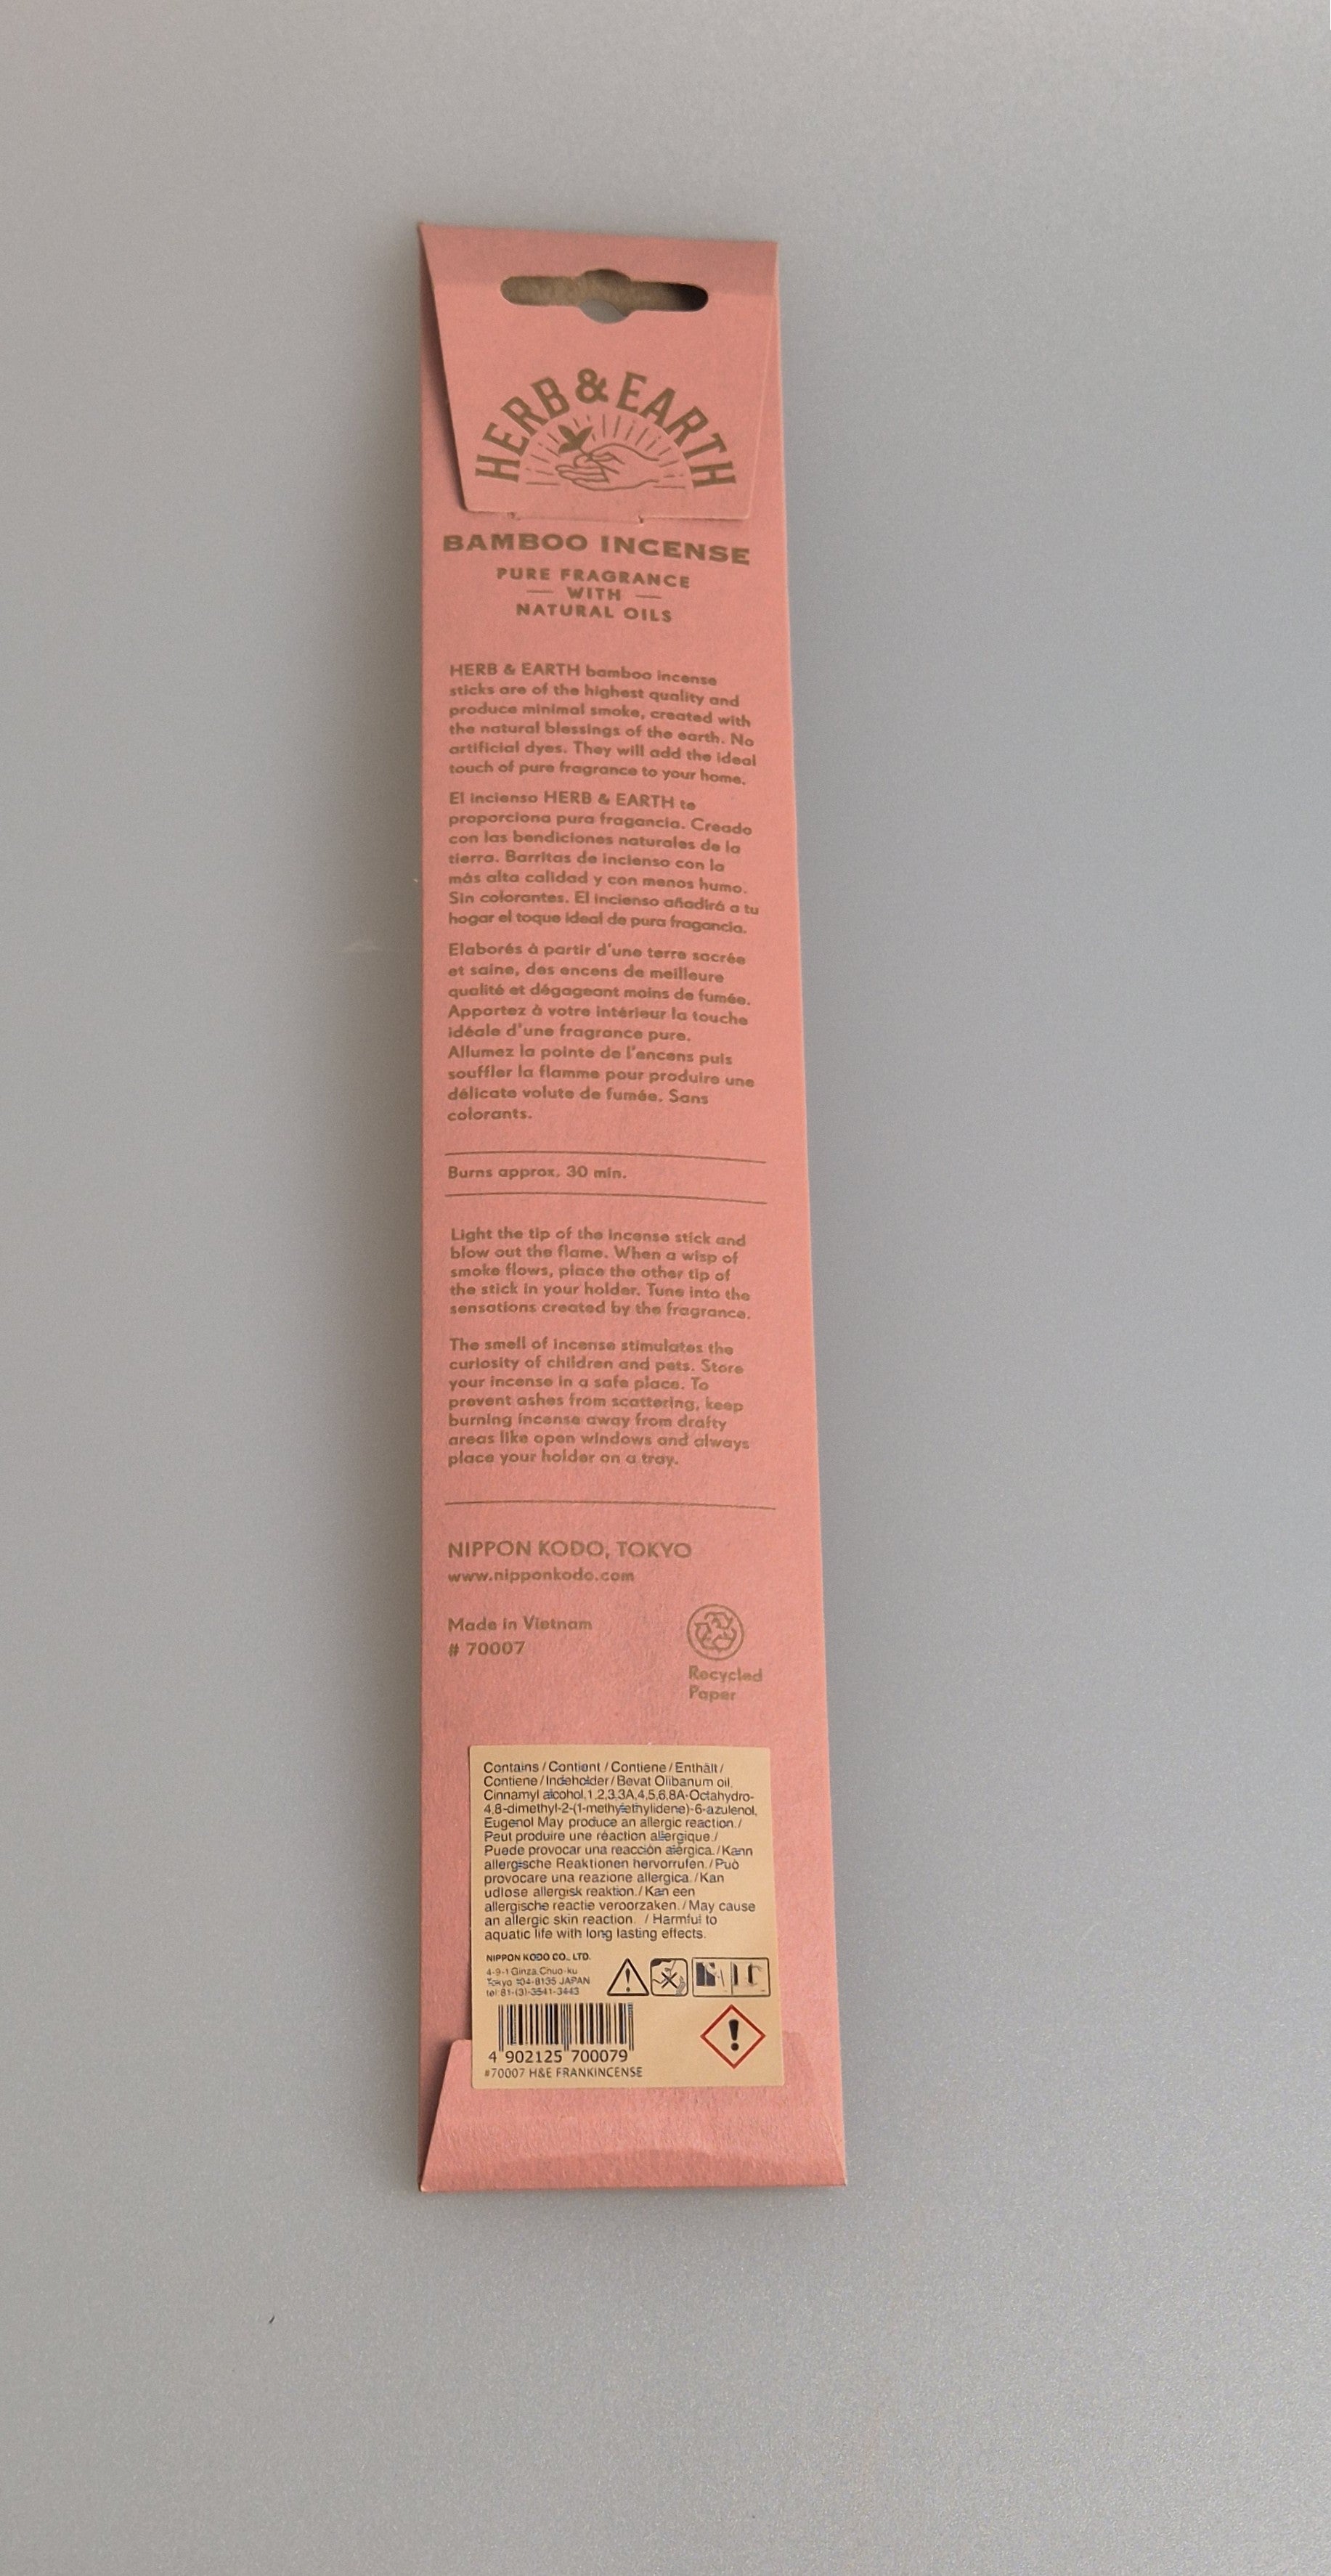 HERB & EARTH
BAMBOO INCENSE
PURE FRAGRANCE
WITH
NATURAL OILS
HERB & EARTH bamboo incense
sticks are of the highest quality and
produce minimal smoke, created with
the natural blessings of the earth. No
artificial dyes. They will add the ideal
touch of pure fragrance to your home.
El incienso HERB & EARTH te
proporciona pura fragancia. Creado
con las bendiciones naturales de la
tierra. Barritas de incienso con la
más alta calidad y con menos humo.
Sin colorantes. El incienso añadirá a tu
hogar el toque ideal de pura fragancia.
Elaborés à partir d'une terre sacrée
et saine, des encens de meilleure
qualité et dégageant moins de fumée.
Apportez à votre intérieur la touche
idéale d'une fragrance pure.
Allumez la pointe de l'encens puis
souffler la flamme pour produire une
délicate volute de fumée. Sans
colorants.
Burns approx. 30 min.
Light the tip of the incense stick and
blow out the flame. When a wisp of
smoke flows, place the other tip of
the stick in your holder. Tune into the
sensations created by the fragrance.
The smell of incense stimulates the
curiosity of children and pets. Store
your incense in a safe place. To
prevent ashes from scattering, keep
burning incense away from drafty
areas like open windows and always
place your holder on a tray.
NIPPON KODO, TOKYO
www.nipponkodo.com
Made in Vietnam
# 70007
Recycled
Paper
Contains / Contient / Contiene / Enthält /
Contiene / Indeholder / Bevat Olibanum oil,
Cinnamyl alcohol,1,2,3,3A,4,5,6,8A-Octahydro-
4,8-dimethyl-2-(1-methylethylidene)-6-azulenol,
Eugenol May produce an allergic reaction. /
Peut produire une réaction allergique. /
Puede provocar una reacción alérgica. / Kann
allergische Reaktionen hervorrufen. / Può
provocare una reazione allergica. / Kan
udlose allergisk reaktion. / Kan een
allergische reactie veroorzaken. / May cause
an allergic skin reaction. / Harmful to
aquatic life with long lasting effects.
NIPPON KODO CO., LTD.
4-9-1 Ginza, Chuo-ku
Tokyo 104-8135 JAPAN
tel 81-(3)-3541-3443
4 902125 700079
#70007 H&E FRANKINCENSE